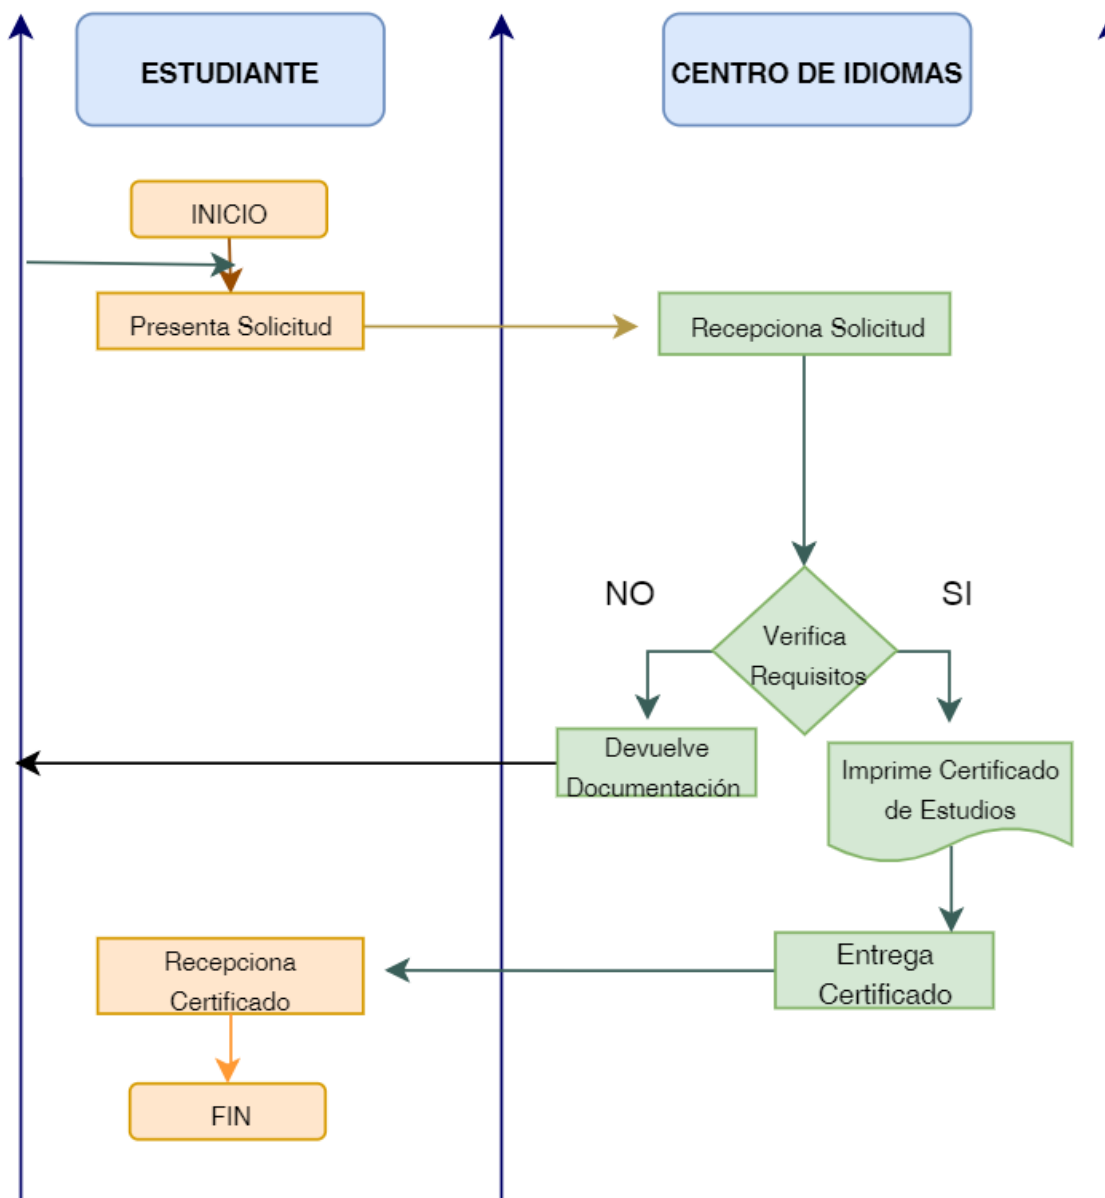 ESTUDIANTE
CENTRO DE IDIOMAS
INICIO
Presenta Solicitud
Recepciona Solicitud
NO
SI
Verifica
Requisitos
Devuelve
Documentación
Imprime Certificado
de Estudios
Recepciona
Certificado
Entrega
Certificado
FIN